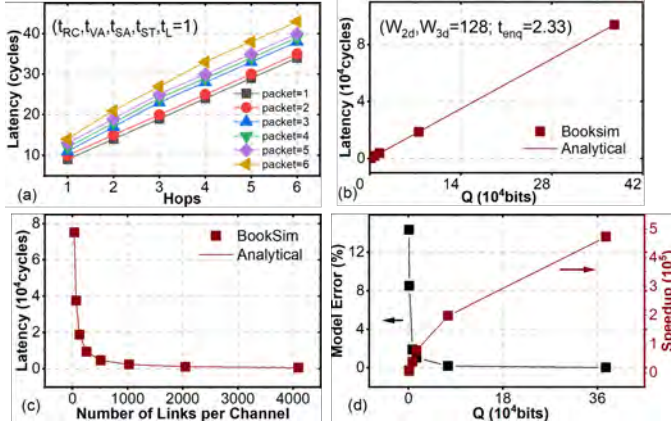 (t_RC,t_VA,t_SA,t_ST,t_L=1)
Latency (cycles)
40
30
20
10
packet=1
packet=2
packet=3
packet=4
packet=5
packet=6
(a)
1 2 3 4 5 6
Hops
(W_2d,W_3d=128; t_enq=2.33)
Latency (10^4cycles)
9
6
3
0
Booksim
Analytical
(b)
0 14 28 42
Q (10^4bits)
Latency (10^4cycles)
8
6
4
2
0
BookSim
Analytical
(c)
0 1000 2000 3000 4000
Number of Links per Channel
Model Error (%)
12
8
4
0
5
4
3
2
1
0
Speedup (10^5)
(d)
0 18 36
Q (10^4bits)